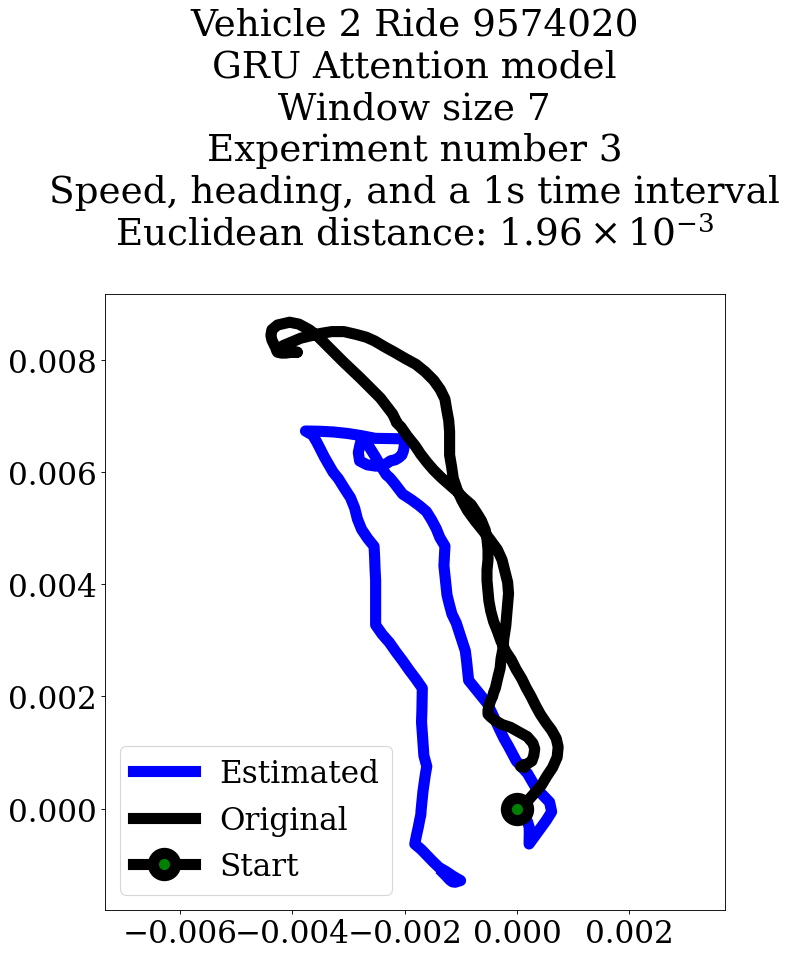 Vehicle 2 Ride 9574020
GRU Attention model
Window size 7
Experiment number 3
Speed, heading, and a 1s time interval
Euclidean distance: 1.96 × 10⁻³
0.008
0.006
0.004
0.002
0.000
Estimated
Original
Start
−0.006 −0.004 −0.002 0.000 0.002